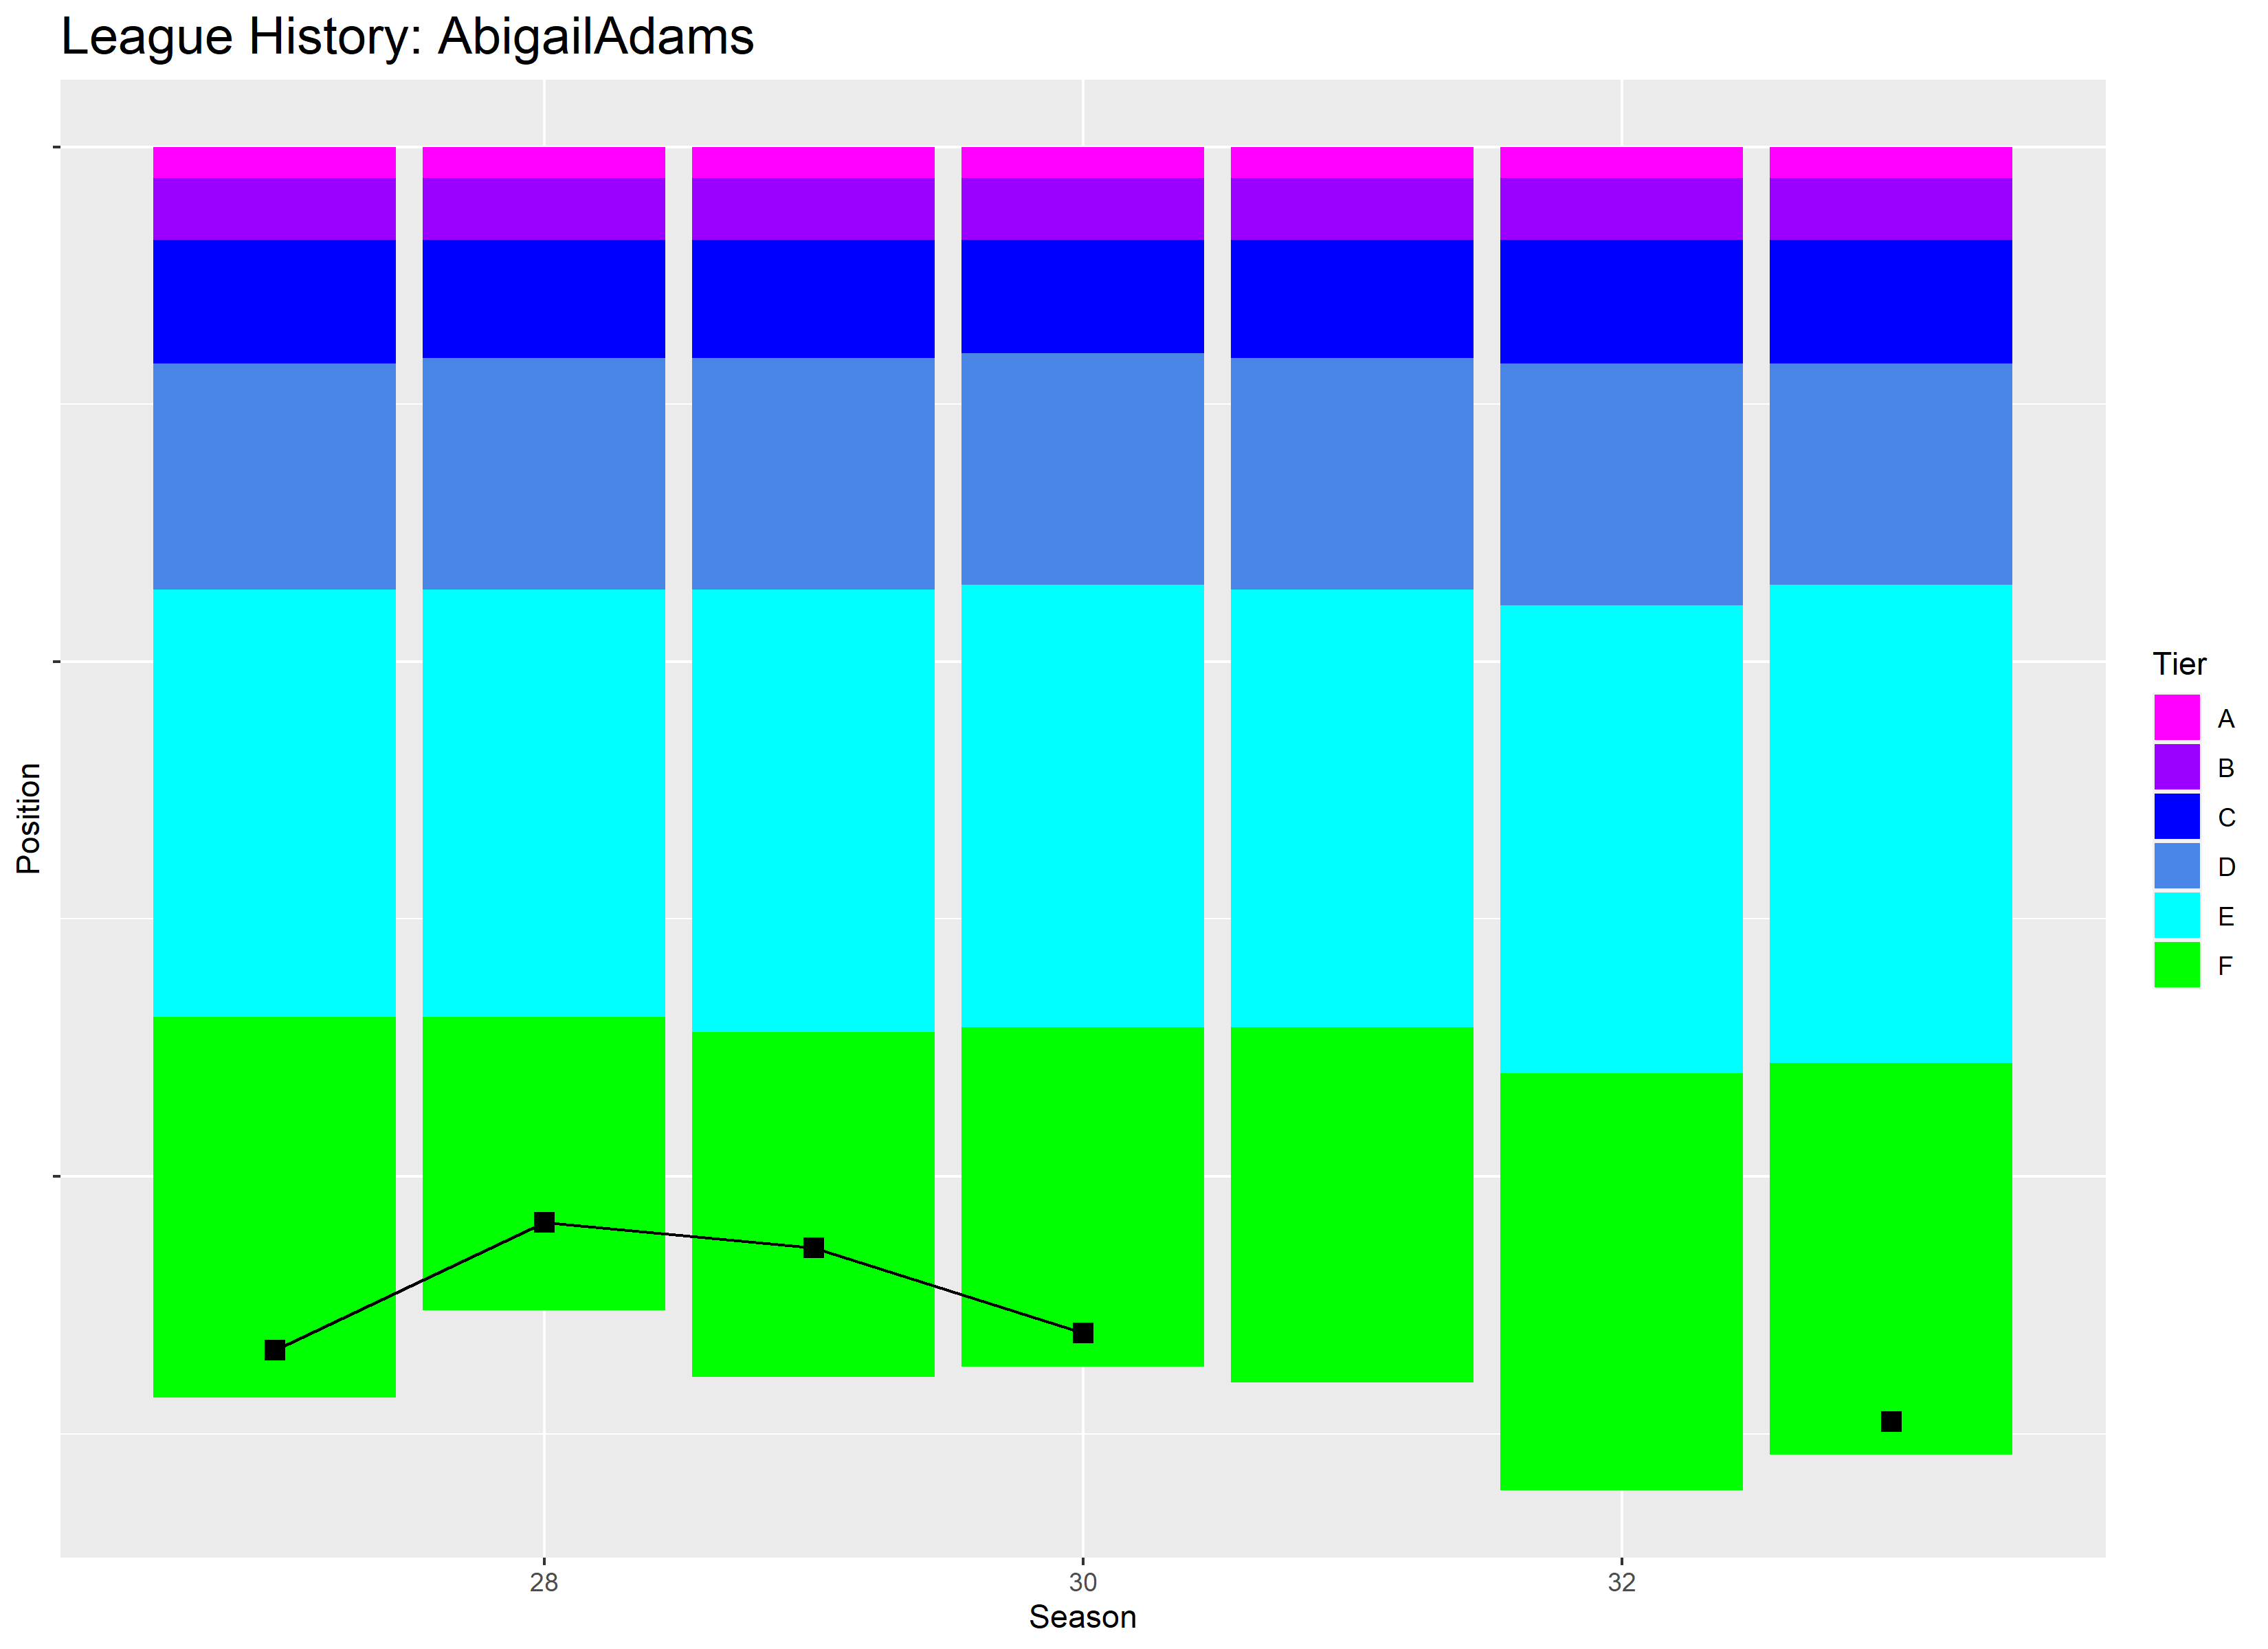 League History: AbigailAdams
Position
Tier
A
B
C
D
E
F
28
30
32
Season